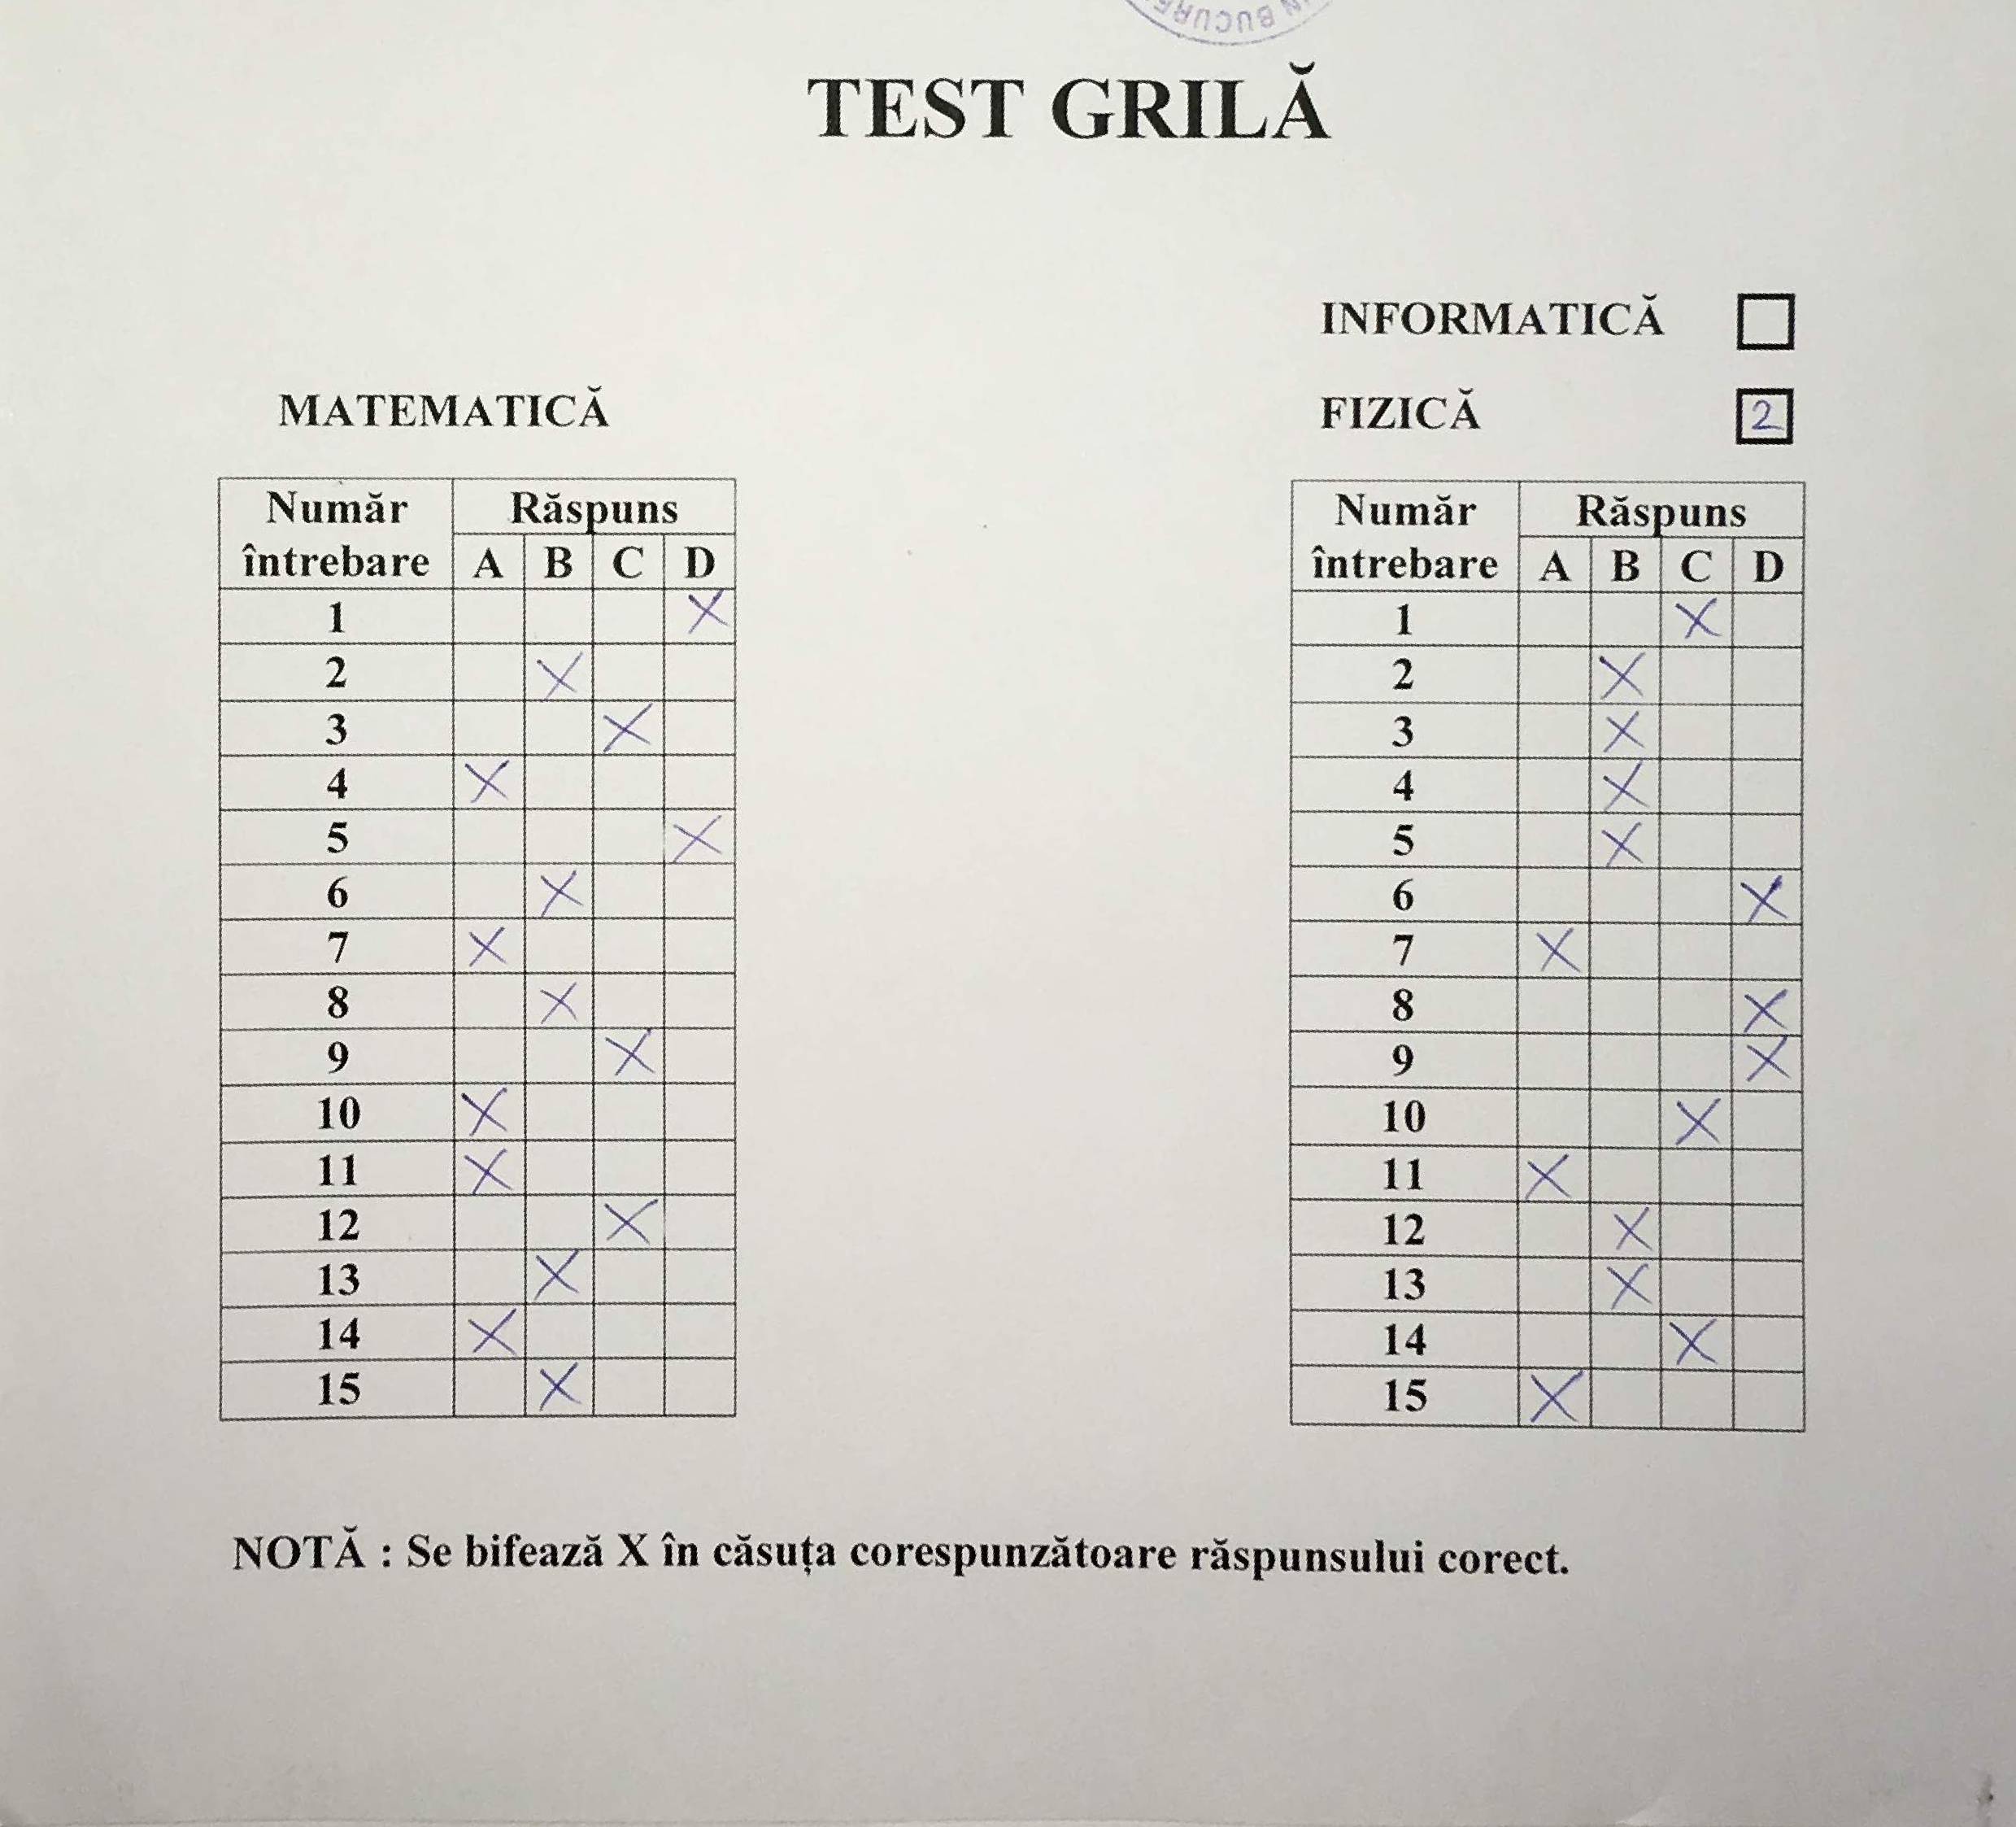 N BUCURE
TEST GRILĂ
INFORMATICĂ
MATEMATICĂ
FIZICĂ 2
Număr întrebare Răspuns
A B C D
1 X
2 X
3 X
4 X
5 X
6 X
7 X
8 X
9 X
10 X
11 X
12 X
13 X
14 X
15 X
Număr întrebare Răspuns
A B C D
1 X
2 X
3 X
4 X
5 X
6 X
7 X
8 X
9 X
10 X
11 X
12 X
13 X
14 X
15 X
NOTĂ : Se bifează X în căsuța corespunzătoare răspunsului corect.